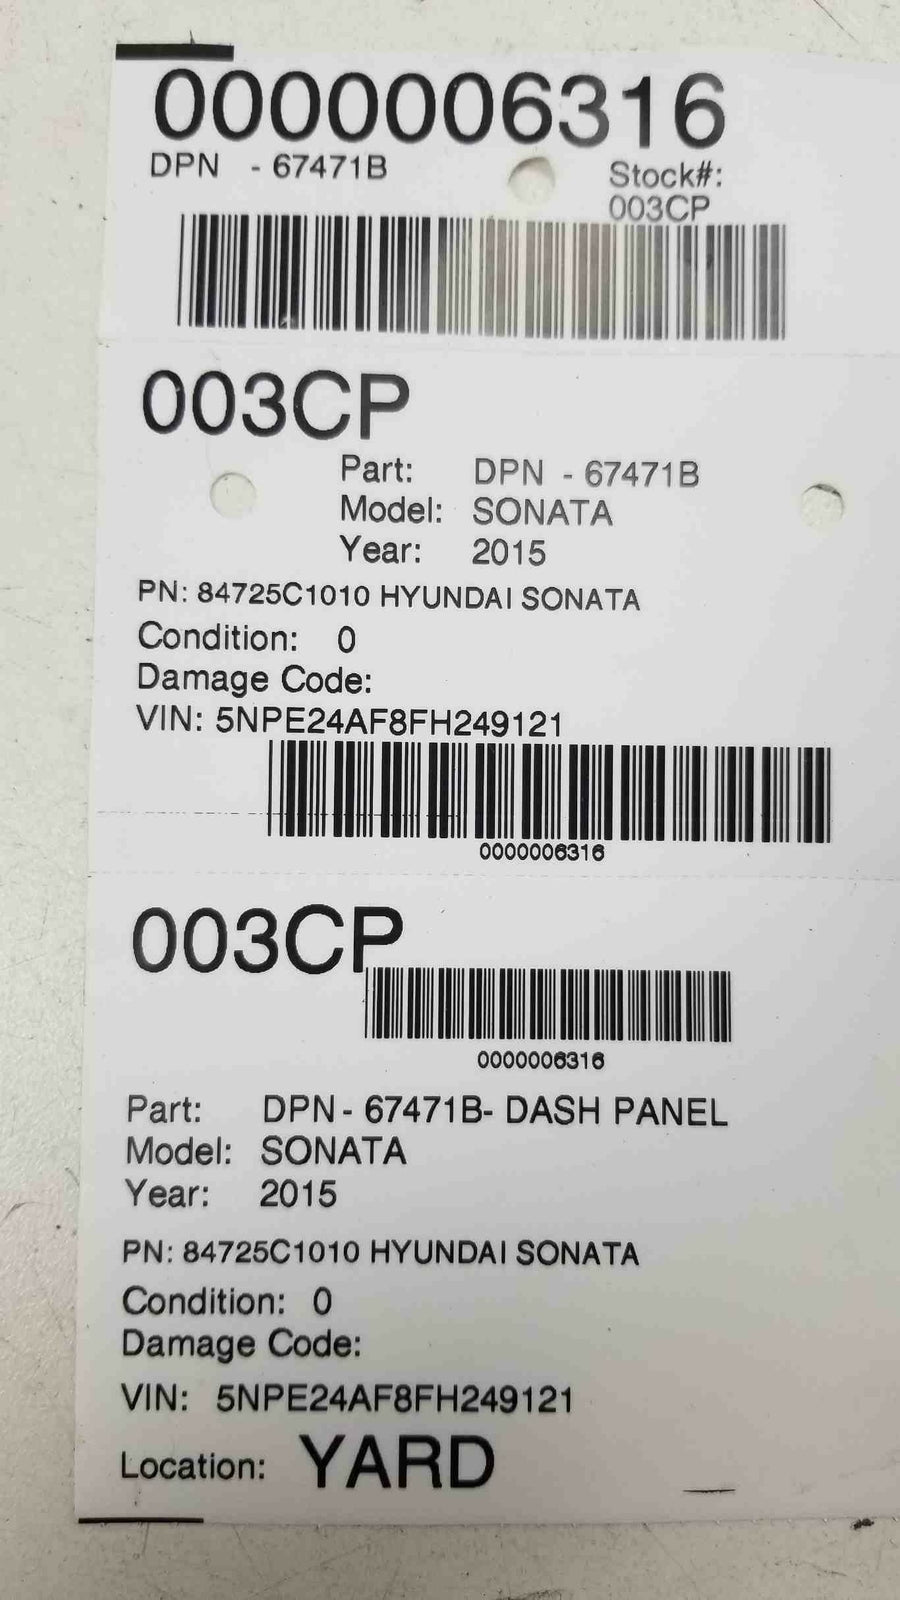 0000006316
DPN - 67471B
Stock#:
003CP
003CP
Part: DPN - 67471B
Model: SONATA
Year: 2015
PN: 84725C1010 HYUNDAI SONATA
Condition: 0
Damage Code:
VIN: 5NPE24AF8FH249121
0000006316
003CP
0000006316
Part: DPN - 67471B- DASH PANEL
Model: SONATA
Year: 2015
PN: 84725C1010 HYUNDAI SONATA
Condition: 0
Damage Code:
VIN: 5NPE24AF8FH249121
Location: YARD